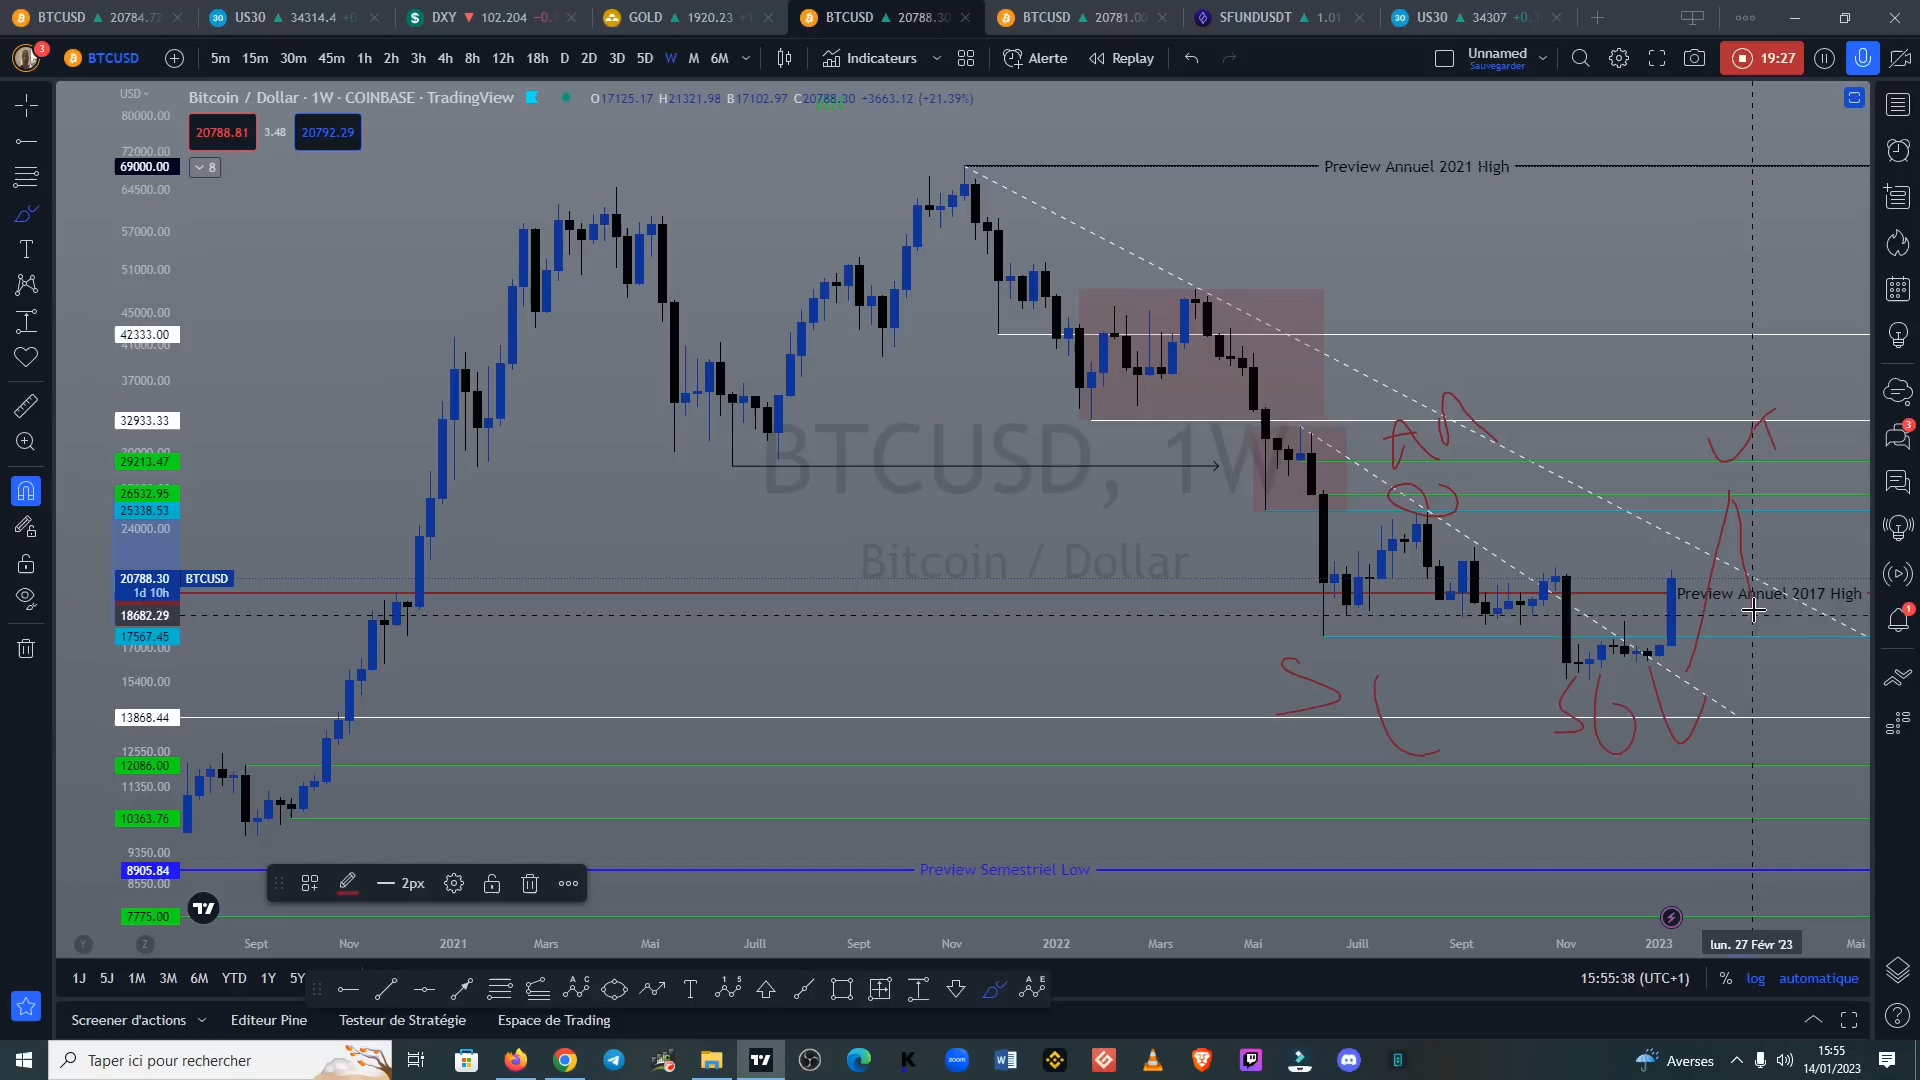 BTCUSD ▲ 20784.72
US30 ▲ 34314.4
DXY ▼ 102.204
GOLD ▲ 1920.23
BTCUSD ▲ 20788.30
BTCUSD ▲ 20781.00
SFUNDUSDT ▲
US30 ▲ 34307
3
BTCUSD
5m 15m 30m 45m 1h 2h 3h 4h 8h 12h 18h D 2D 3D 5D W M 6M
Indicateurs
Alerte
Replay
Unnamed
Sauvegarder
19:27
USD
Bitcoin / Dollar · 1W · COINBASE · TradingView
O17125.17 H21321.98 B17102.97 C20788.30 +3663.12 (+21.39%)
20788.81 3.48 20792.29
8
80000.00
72000.00
69000.00
64500.00
57000.00
51000.00
45000.00
42333.00
41000.00
37000.00
32933.33
29213.47
26532.95
25338.53
24000.00
20788.30 BTCUSD
1d 10h
18682.29
17567.45
17000.00
15400.00
13868.44
12550.00
12086.00
11350.00
10363.76
9350.00
8905.84
8550.00
7775.00
Preview Annuel 2021 High
BTCUSD, 1W
Bitcoin / Dollar
Preview Annuel 2017 High
Preview Semestriel Low
2px
Y Z
Sept Nov 2021 Mars Mai Juill Sept Nov 2022 Mars Mai Juill Sept Nov 2023 lun. 27 Févr '23 Mai
1J 5J 1M 3M 6M YTD 1Y 5Y
15:55:38 (UTC+1) % log automatique
Screener d'actions Editeur Pine Testeur de Stratégie Espace de Trading
3
1
Taper ici pour rechercher
zoom
Averses
15:55
14/01/2023